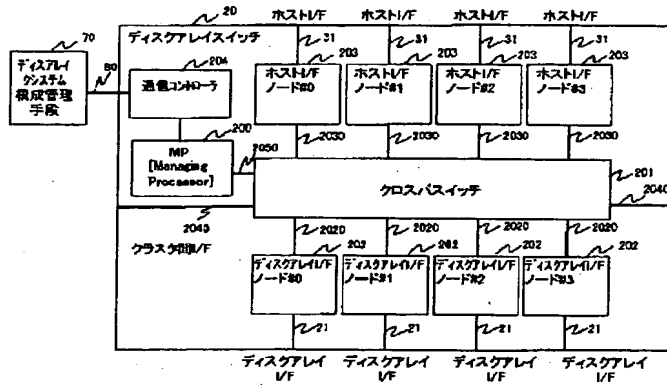 70
20
ホストI/F
ホストI/F
ホストI/F
ホストI/F
ディスクアレイスイッチ
31
31
31
31
ディスクアレイ
クシステム
構成管理
手段
80
204
通信コントローラ
203
203
203
203
ホストI/F
ノード#0
ホストI/F
ノード#1
ホストI/F
ノード#2
ホストI/F
ノード#3
200
MP
[Managing
Processor]
2050
2030
2030
2030
2030
201
クロスバスイッチ
2040
2040
クラスタ間I/F
2020
2020
2020
2020
202
202
202
202
ディスクアレイI/F
ノード#0
ディスクアレイI/F
ノード#1
ディスクアレイI/F
ノード#2
ディスクアレイI/F
ノード#3
21
21
21
21
ディスクアレイ
I/F
ディスクアレイ
I/F
ディスクアレイ
I/F
ディスクアレイ
I/F